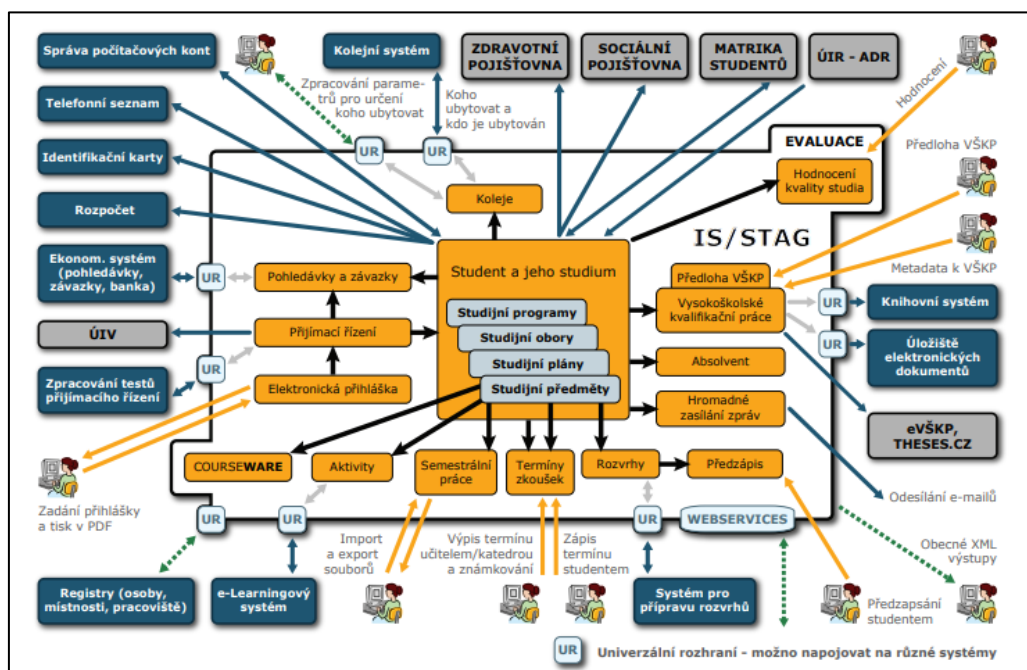 Správa počítačových kont
Kolejní systém
ZDRAVOTNÍ
POJIŠŤOVNA
SOCIÁLNÍ
POJIŠŤOVNA
MATRIKA
STUDENTŮ
ÚIR - ADR
Hodnocení
Zpracování parame-
trů pro určení
koho ubytovat
Koho
ubytovat a
kdo je ubytován
Telefonní seznam
Identifikační karty
Rozpočet
UR
UR
EVALUACE
Hodnocení
kvality studia
Předloha VŠKP
Koleje
IS/STAG
Metadata k VŠKP
Ekonom. systém
(pohledávky,
závazky, banka)
UR
Pohledávky a závazky
Student a jeho studium
Předloha VŠKP
Vysokoškolské
kvalifikační práce
UR
Knihovní systém
ÚIV
Přijímací řízení
Studijní programy
Studijní obory
Studijní plány
Studijní předměty
UR
Úložiště
elektronických
dokumentů
Zpracování testů
přijímacího řízení
UR
Elektronická přihláška
Absolvent
Hromadné
zasílání zpráv
eVŠKP,
THESES.CZ
COURSEWARE
Aktivity
Semestrální
práce
Termíny
zkoušek
Rozvrhy
Předzápis
Zadání přihlášky
a tisk v PDF
Odesílání e-mailů
UR
UR
UR
WEBSERVICES
Import
a export
souborů
Výpis termínu
učitelem/katedrou
a známkování
Zápis
termínu
studentem
Obecné XML
výstupy
Registry (osoby,
místnosti, pracoviště)
e-Learningový
systém
Systém pro
přípravu rozvrhů
Předzapsání
studentem
UR
Univerzální rozhraní - možno napojovat na různé systémy